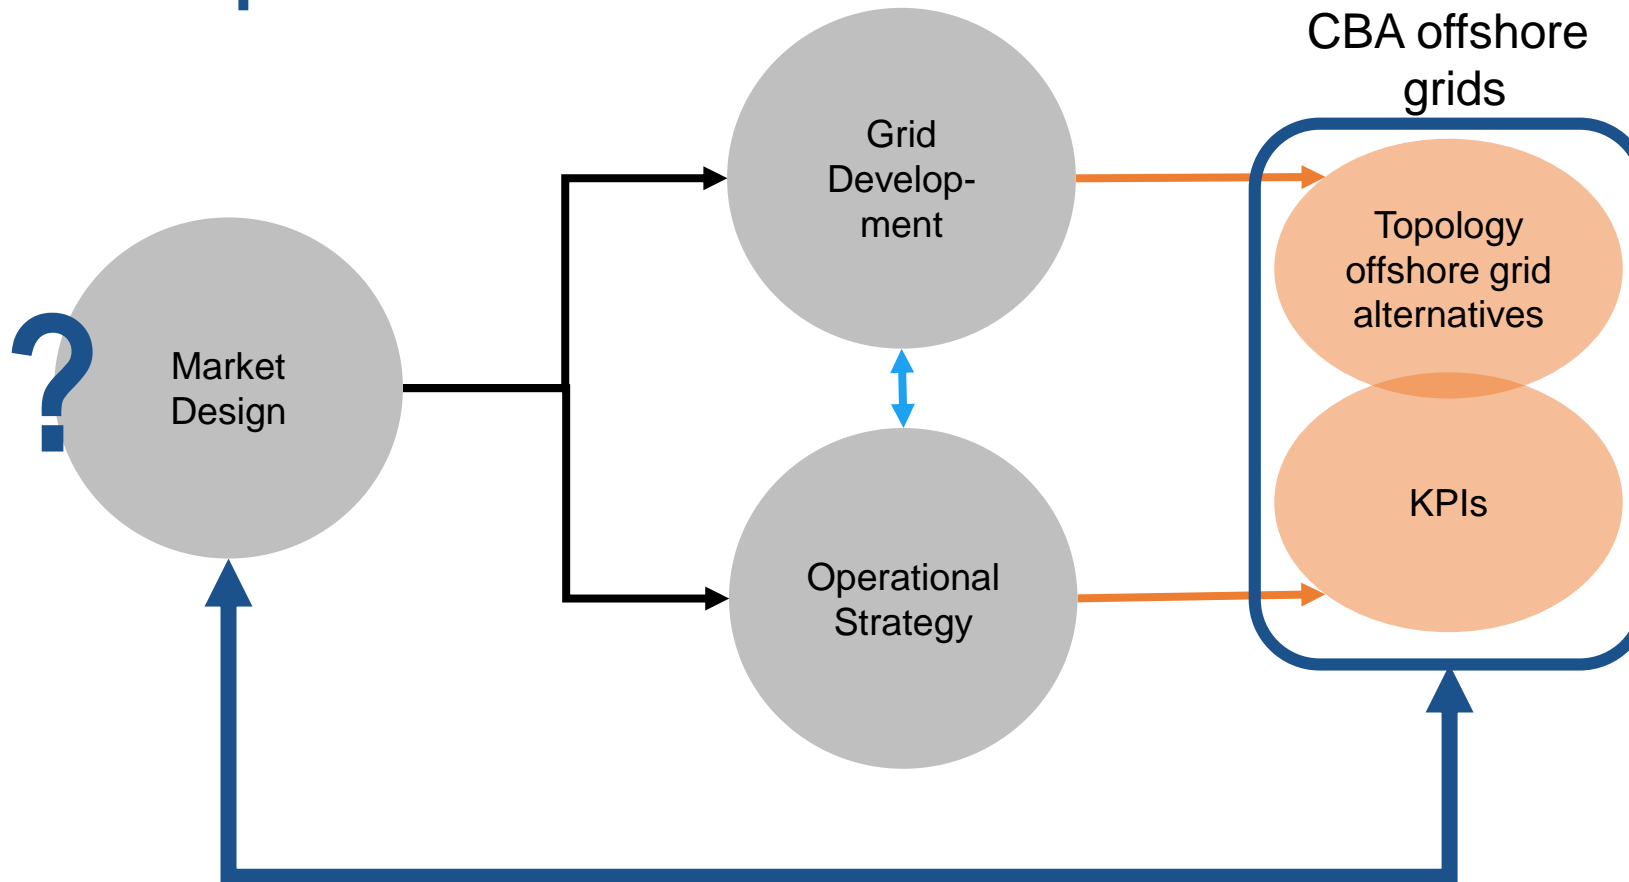 CBA offshore
grids
Grid
Develop-
ment
Topology
offshore grid
alternatives
?
Market
Design
KPIs
Operational
Strategy